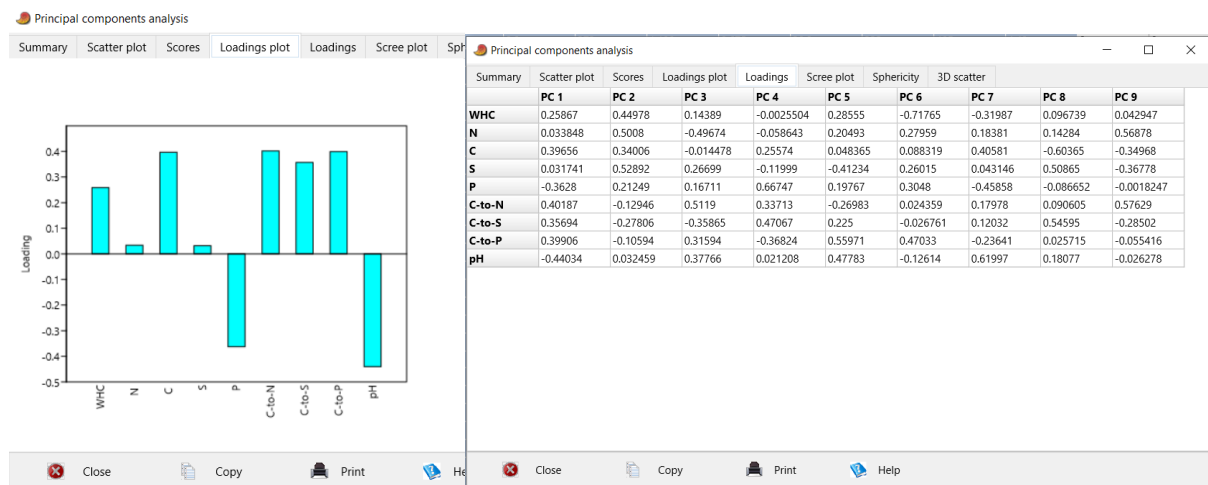 Principal components analysis
Summary Scatter plot Scores Loadings plot Loadings Scree plot Sph
0.4
0.3
0.2
0.1
0.0
-0.1
-0.2
-0.3
-0.4
-0.5
Loading
WHC N C S P C-to-N C-to-S C-to-P pH
Close Copy Print He
Principal components analysis
Summary Scatter plot Scores Loadings plot Loadings Scree plot Sphericity 3D scatter
PC 1 PC 2 PC 3 PC 4 PC 5 PC 6 PC 7 PC 8 PC 9
WHC 0.25867 0.44978 0.14389 -0.0025504 0.28555 -0.71765 -0.31987 0.096739 0.042947
N 0.033848 0.5008 -0.49674 -0.058643 0.20493 0.27959 0.18381 0.14284 0.56878
C 0.39656 0.34006 -0.014478 0.25574 0.048365 0.088319 0.40581 -0.60365 -0.34968
S 0.031741 0.52892 0.26699 -0.11999 -0.41234 0.26015 0.043146 0.50865 -0.36778
P -0.3628 0.21249 0.16711 0.66747 0.19767 0.3048 -0.45858 -0.086652 -0.0018247
C-to-N 0.40187 -0.12946 0.5119 0.33713 -0.26983 0.024359 0.17978 0.090605 0.57629
C-to-S 0.35694 -0.27806 -0.35865 0.47067 0.225 -0.026761 0.12032 0.54595 -0.28502
C-to-P 0.39906 -0.10594 0.31594 -0.36824 0.55971 0.47033 -0.23641 0.025715 -0.055416
pH -0.44034 0.032459 0.37766 0.021208 0.47783 -0.12614 0.61997 0.18077 -0.026278
Close Copy Print Help